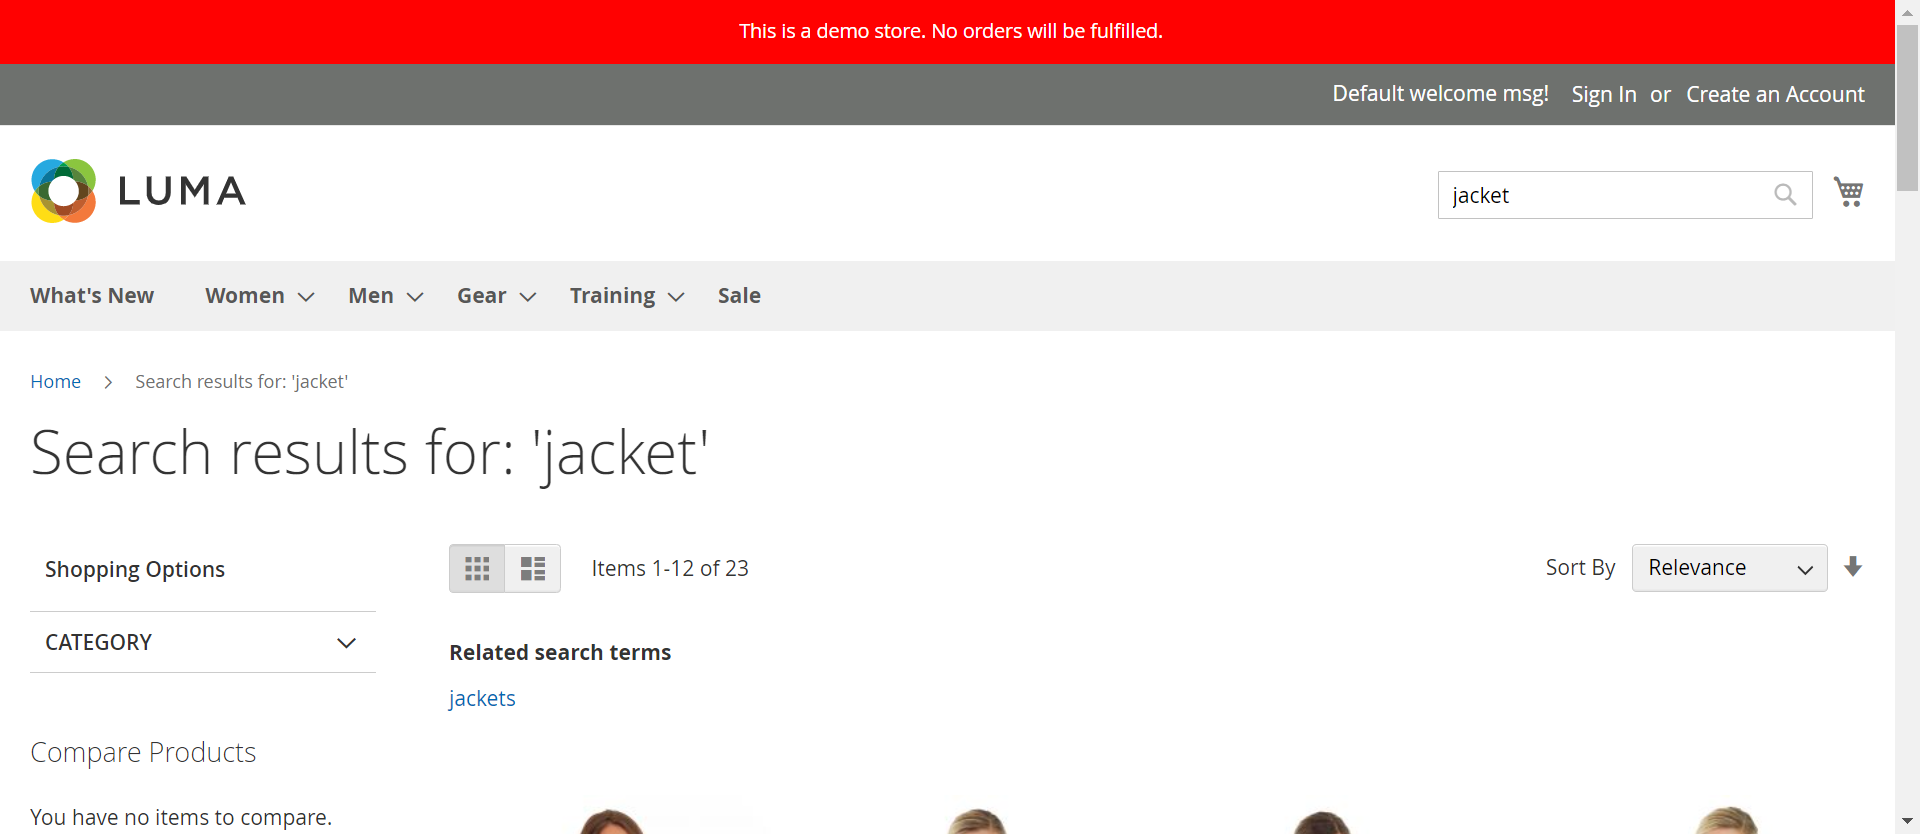 This is a demo store. No orders will be fulfilled.
Default welcome msg! Sign In or Create an Account
LUMA
jacket
What's New Women Men Gear Training Sale
Home Search results for: 'jacket'
Search results for: 'jacket'
Shopping Options
CATEGORY
Compare Products
You have no items to compare.
Items 1-12 of 23
Sort By Relevance
Related search terms
jackets